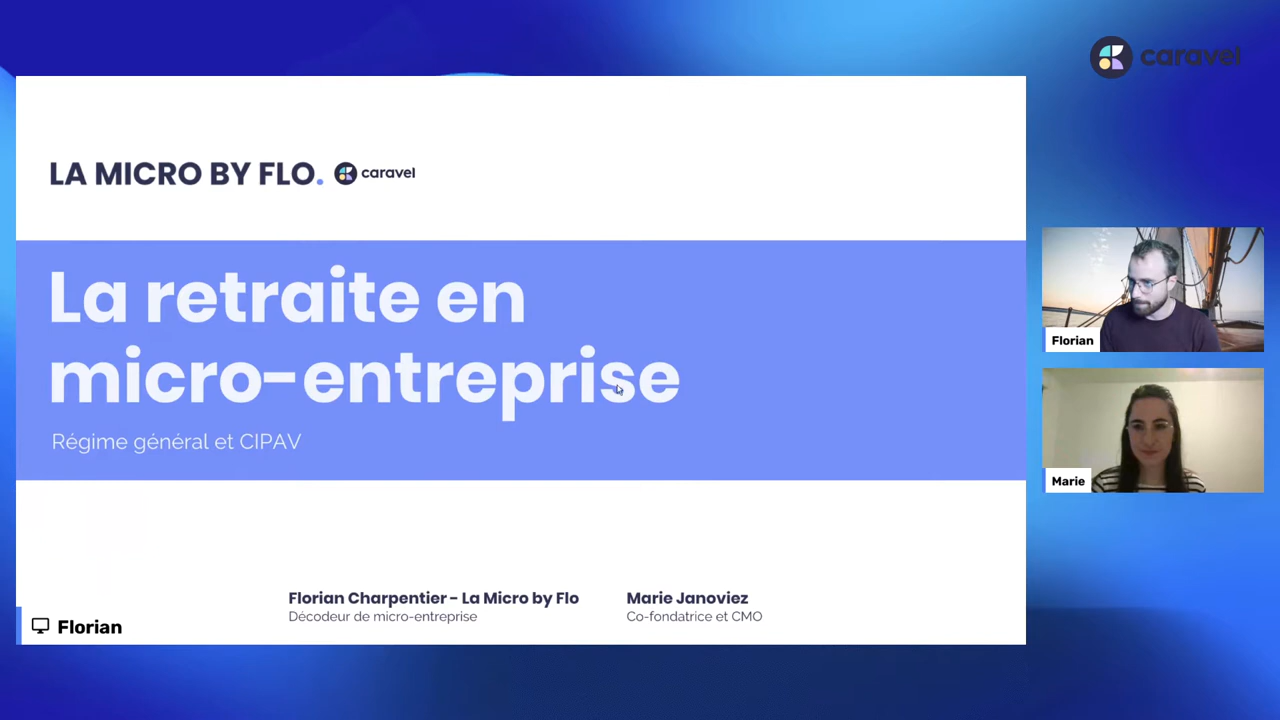 caravel
LA MICRO BY FLO. caravel
La retraite en
micro-entreprise
Régime général et CIPAV
Florian Charpentier - La Micro by Flo
Décodeur de micro-entreprise
Marie Janoviez
Co-fondatrice et CMO
Florian
Florian
Marie